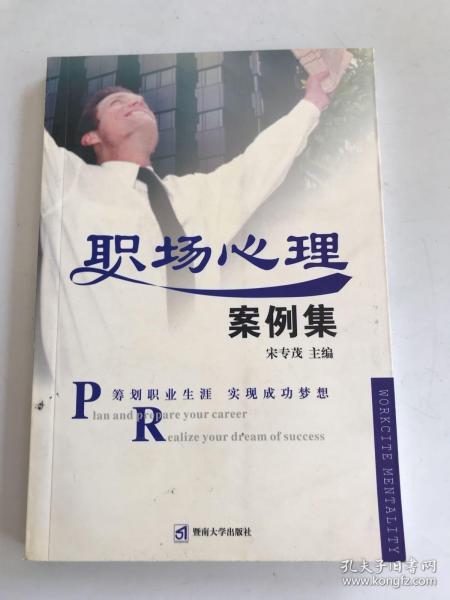 职场心理
案例集
宋专茂 主编
筹划职业生涯 实现成功梦想
Plan and prepare your career
Realize your dream of success
WORKCITE MENTALITY
暨南大学出版社
孔夫子旧书网
www.kongfz.com